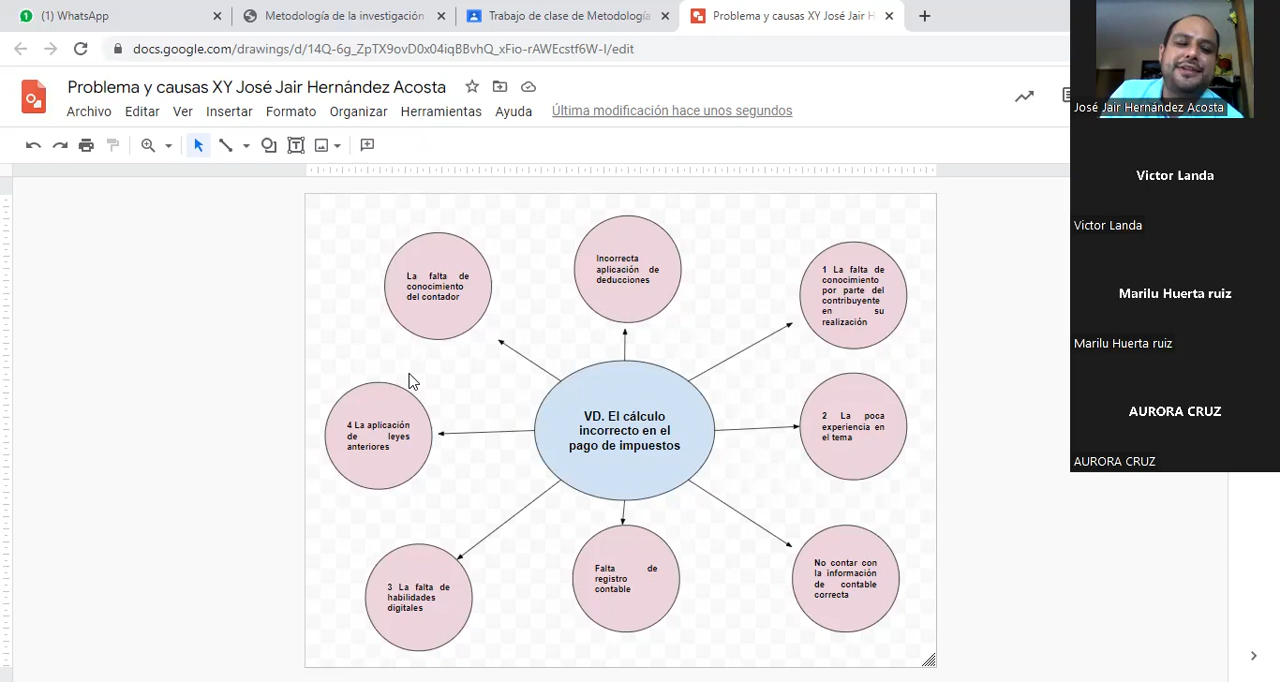 (1) WhatsApp
Metodología de la investigación
Trabajo de clase de Metodología
Problema y causas XY José Jair H
docs.google.com/drawings/d/14Q-6g_ZpTX9ovD0x04iqBBvhQ_xFio-rAWEcstf6W-I/edit
Problema y causas XY José Jair Hernández Acosta
Archivo Editar Ver Insertar Formato Organizar Herramientas Ayuda Última modificación hace unos segundos
La falta de
conocimiento
del contador
Incorrecta
aplicación de
deducciones
1 La falta de
conocimiento
por parte del
contribuyente
en su
realización
4 La aplicación
de leyes
anteriores
VD. El cálculo
incorrecto en el
pago de impuestos
2 La poca
experiencia en
el tema
3 La falta de
habilidades
digitales
Falta de
registro
contable
No contar con
la información
de contable
correcta
José Jair Hernández Acosta
Victor Landa
Victor Landa
Marilu Huerta ruiz
Marilu Huerta ruiz
AURORA CRUZ
AURORA CRUZ